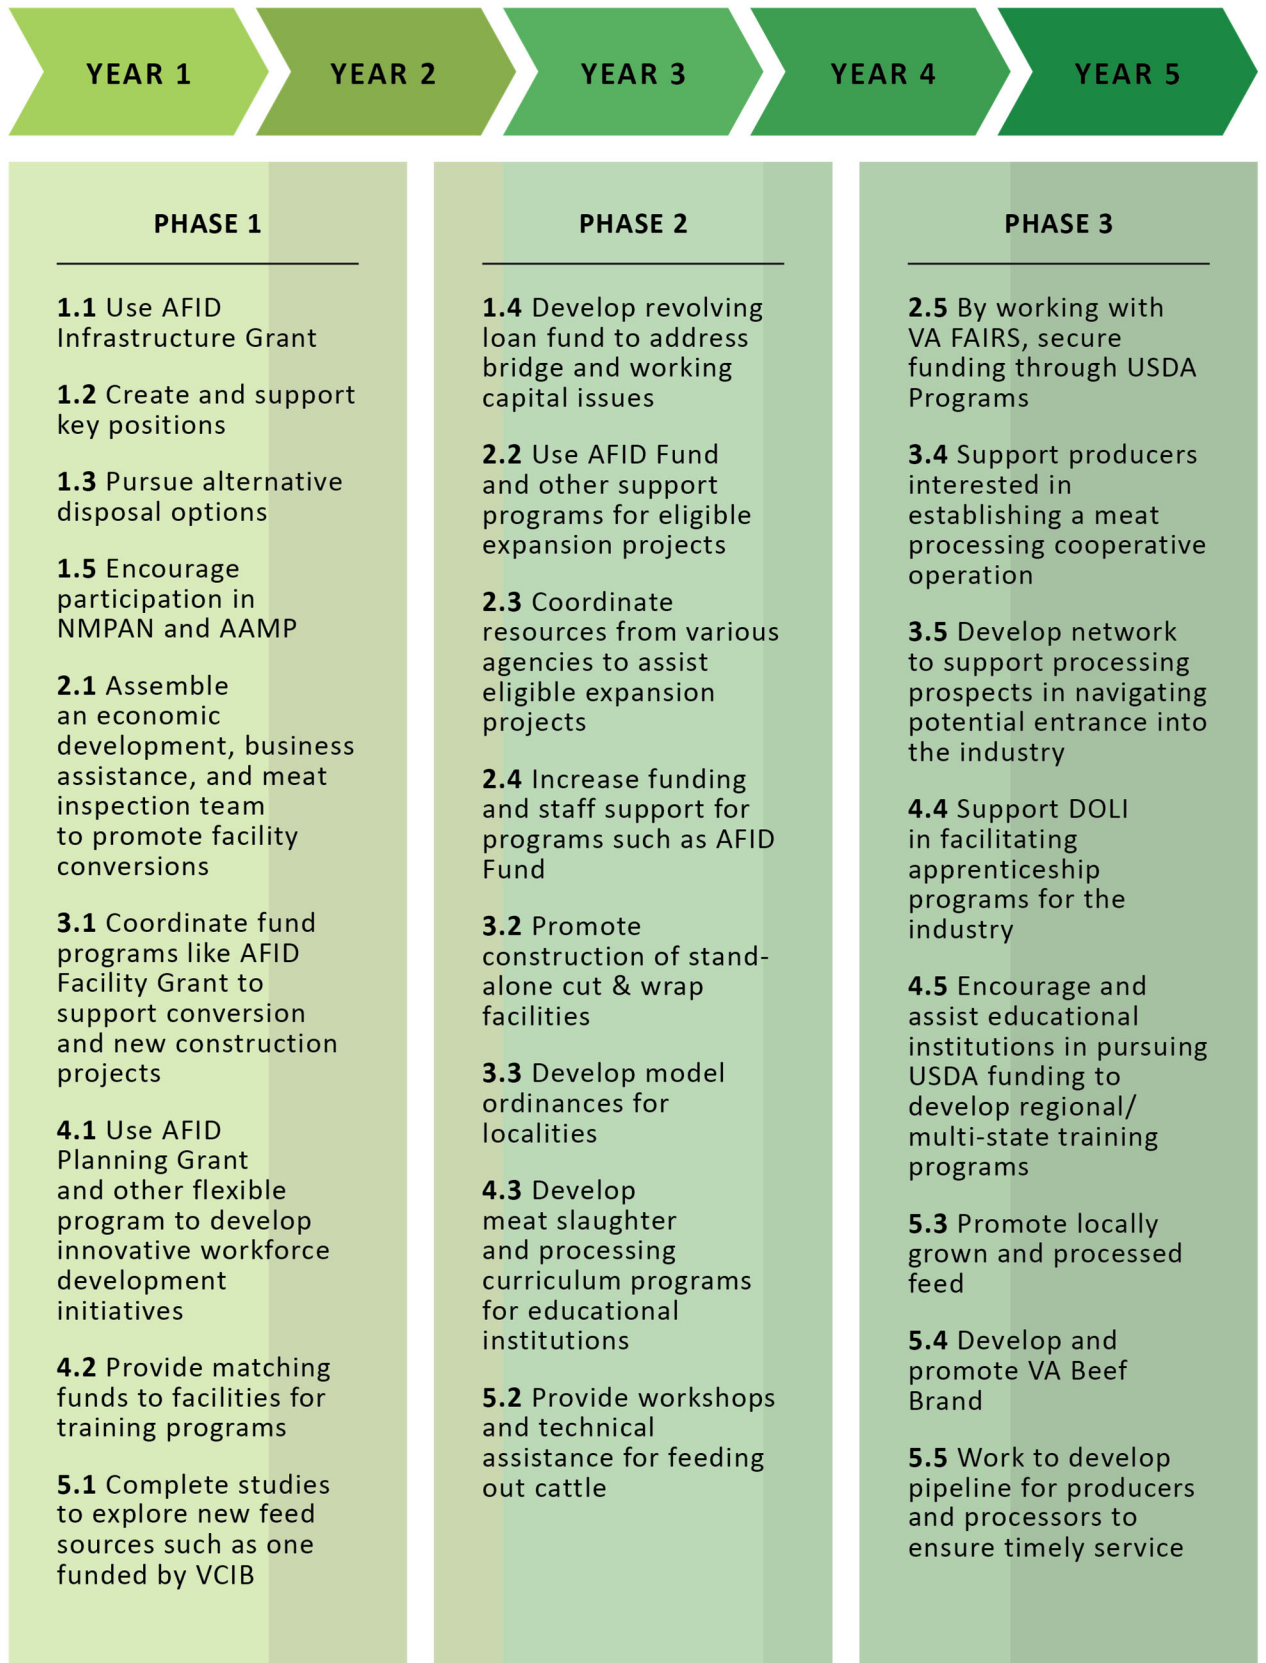 YEAR 1
YEAR 2
YEAR 3
YEAR 4
YEAR 5
PHASE 1
1.1 Use AFID
Infrastructure Grant
1.2 Create and support
key positions
1.3 Pursue alternative
disposal options
1.5 Encourage
participation in
NMPAN and AAMP
2.1 Assemble
an economic
development, business
assistance, and meat
inspection team
to promote facility
conversions
3.1 Coordinate fund
programs like AFID
Facility Grant to
support conversion
and new construction
projects
4.1 Use AFID
Planning Grant
and other flexible
program to develop
innovative workforce
development
initiatives
4.2 Provide matching
funds to facilities for
training programs
5.1 Complete studies
to explore new feed
sources such as one
funded by VCIB
PHASE 2
1.4 Develop revolving
loan fund to address
bridge and working
capital issues
2.2 Use AFID Fund
and other support
programs for eligible
expansion projects
2.3 Coordinate
resources from various
agencies to assist
eligible expansion
projects
2.4 Increase funding
and staff support for
programs such as AFID
Fund
3.2 Promote
construction of stand-
alone cut & wrap
facilities
3.3 Develop model
ordinances for
localities
4.3 Develop
meat slaughter
and processing
curriculum programs
for educational
institutions
5.2 Provide workshops
and technical
assistance for feeding
out cattle
PHASE 3
2.5 By working with
VA FAIRS, secure
funding through USDA
Programs
3.4 Support producers
interested in
establishing a meat
processing cooperative
operation
3.5 Develop network
to support processing
prospects in navigating
potential entrance into
the industry
4.4 Support DOLI
in facilitating
apprenticeship
programs for the
industry
4.5 Encourage and
assist educational
institutions in pursuing
USDA funding to
develop regional/
multi-state training
programs
5.3 Promote locally
grown and processed
feed
5.4 Develop and
promote VA Beef
Brand
5.5 Work to develop
pipeline for producers
and processors to
ensure timely service